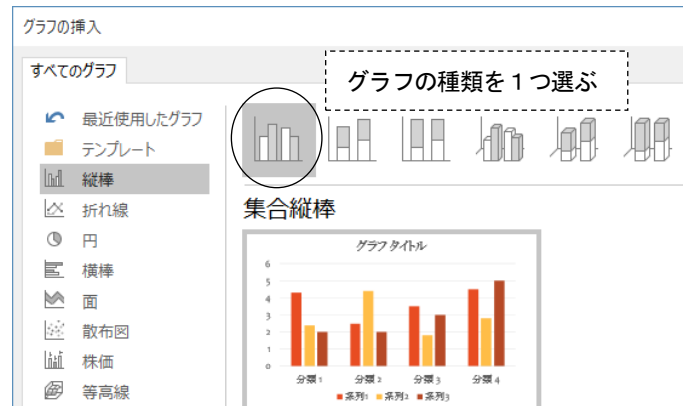 グラフの挿入
すべてのグラフ
グラフの種類を１つ選ぶ
最近使用したグラフ
テンプレート
縦棒
折れ線
円
横棒
面
散布図
株価
等高線
集合縦棒
グラフ タイトル
6
5
4
3
2
1
0
分類 1 分類 2 分類 3 分類 4
系列1 系列2 系列3